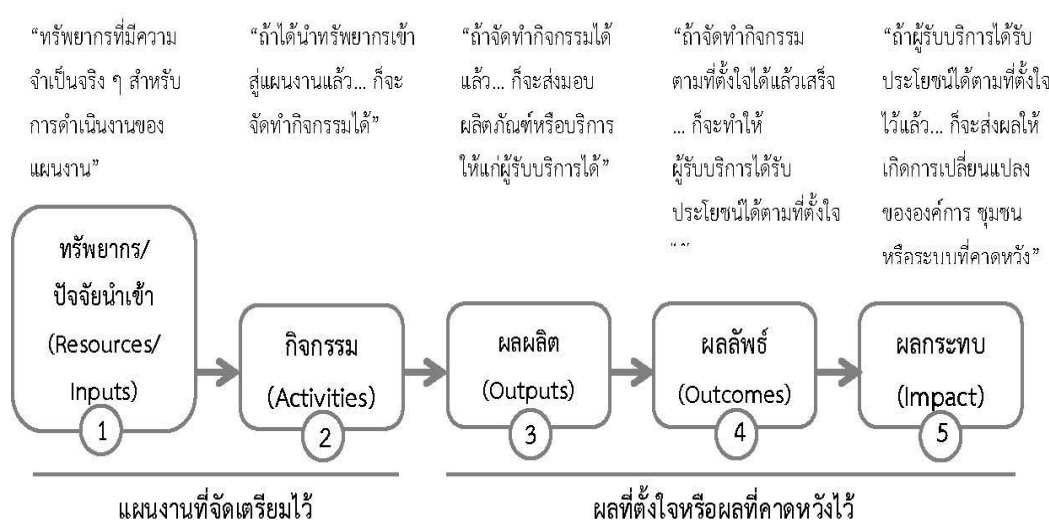 “ทรัพยากรที่มีความ
จำเป็นจริง ๆ สำหรับ
การดำเนินงานของ
แผนงาน”
“ถ้าได้นำทรัพยากรเข้า
สู่แผนงานแล้ว... ก็จะ
จัดทำกิจกรรมได้”
“ถ้าจัดทำกิจกรรมได้
แล้ว... ก็จะส่งมอบ
ผลิตภัณฑ์หรือบริการ
ให้แก่ผู้รับบริการได้”
“ถ้าจัดทำกิจกรรม
ตามที่ตั้งใจได้แล้วเสร็จ
... ก็จะทำให้
ผู้รับบริการได้รับ
ประโยชน์ได้ตามที่ตั้งใจ
“ถ้าผู้รับบริการได้รับ
ประโยชน์ได้ตามที่ตั้งใจ
ไว้แล้ว... ก็จะส่งผลให้
เกิดการเปลี่ยนแปลง
ขององค์การ ชุมชน
หรือระบบที่คาดหวัง”
ทรัพยากร/
ปัจจัยนำเข้า
(Resources/
Inputs)
1
กิจกรรม
(Activities)
2
ผลผลิต
(Outputs)
3
ผลลัพธ์
(Outcomes)
4
ผลกระทบ
(Impact)
5
แผนงานที่จัดเตรียมไว้
ผลที่ตั้งใจหรือผลที่คาดหวังไว้